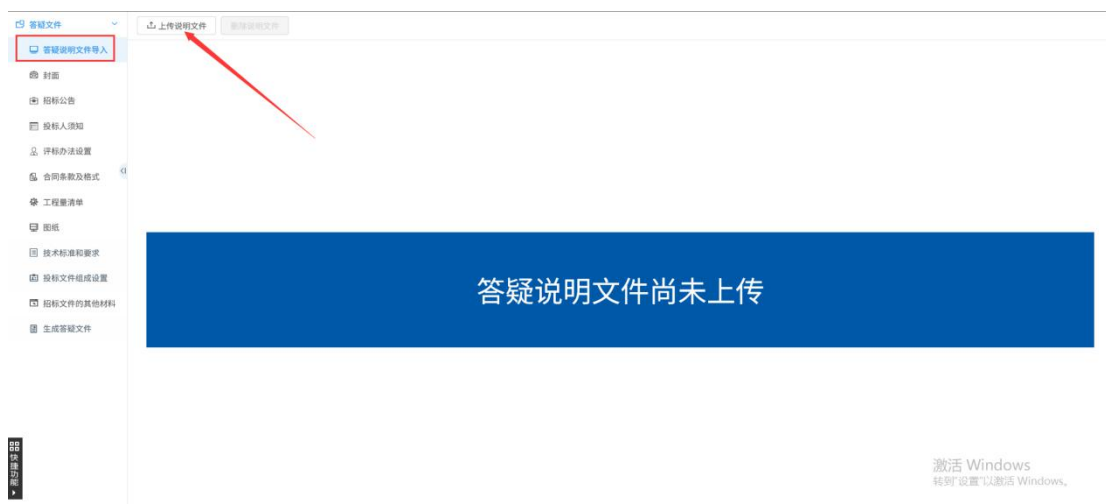 答疑文件
上传说明文件
删除说明文件
答疑说明文件导入
封面
招标公告
投标人须知
评标办法设置
合同条款及格式
工程量清单
图纸
技术标准和要求
投标文件组成设置
招标文件的其他材料
生成答疑文件
答疑说明文件尚未上传
快捷功能
激活 Windows
转到"设置"以激活 Windows。